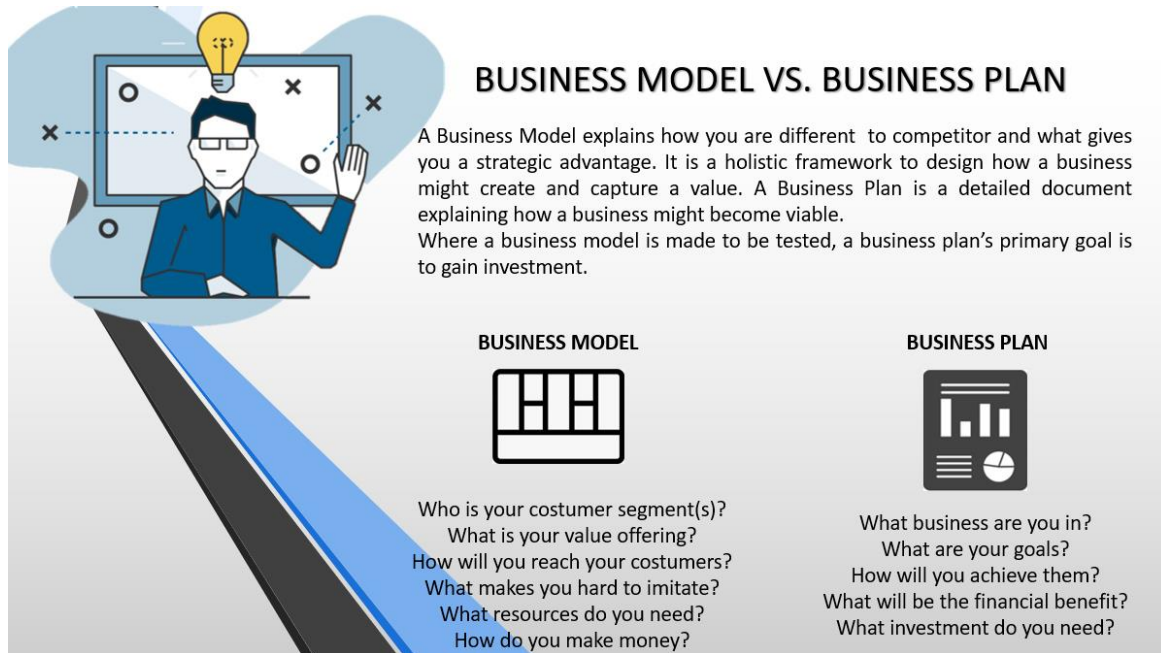 BUSINESS MODEL VS. BUSINESS PLAN
A Business Model explains how you are different to competitor and what gives
you a strategic advantage. It is a holistic framework to design how a business
might create and capture a value. A Business Plan is a detailed document
explaining how a business might become viable.
Where a business model is made to be tested, a business plan's primary goal is
to gain investment.
BUSINESS MODEL
Who is your costumer segment(s)?
What is your value offering?
How will you reach your costumers?
What makes you hard to imitate?
What resources do you need?
How do you make money?
BUSINESS PLAN
What business are you in?
What are your goals?
How will you achieve them?
What will be the financial benefit?
What investment do you need?